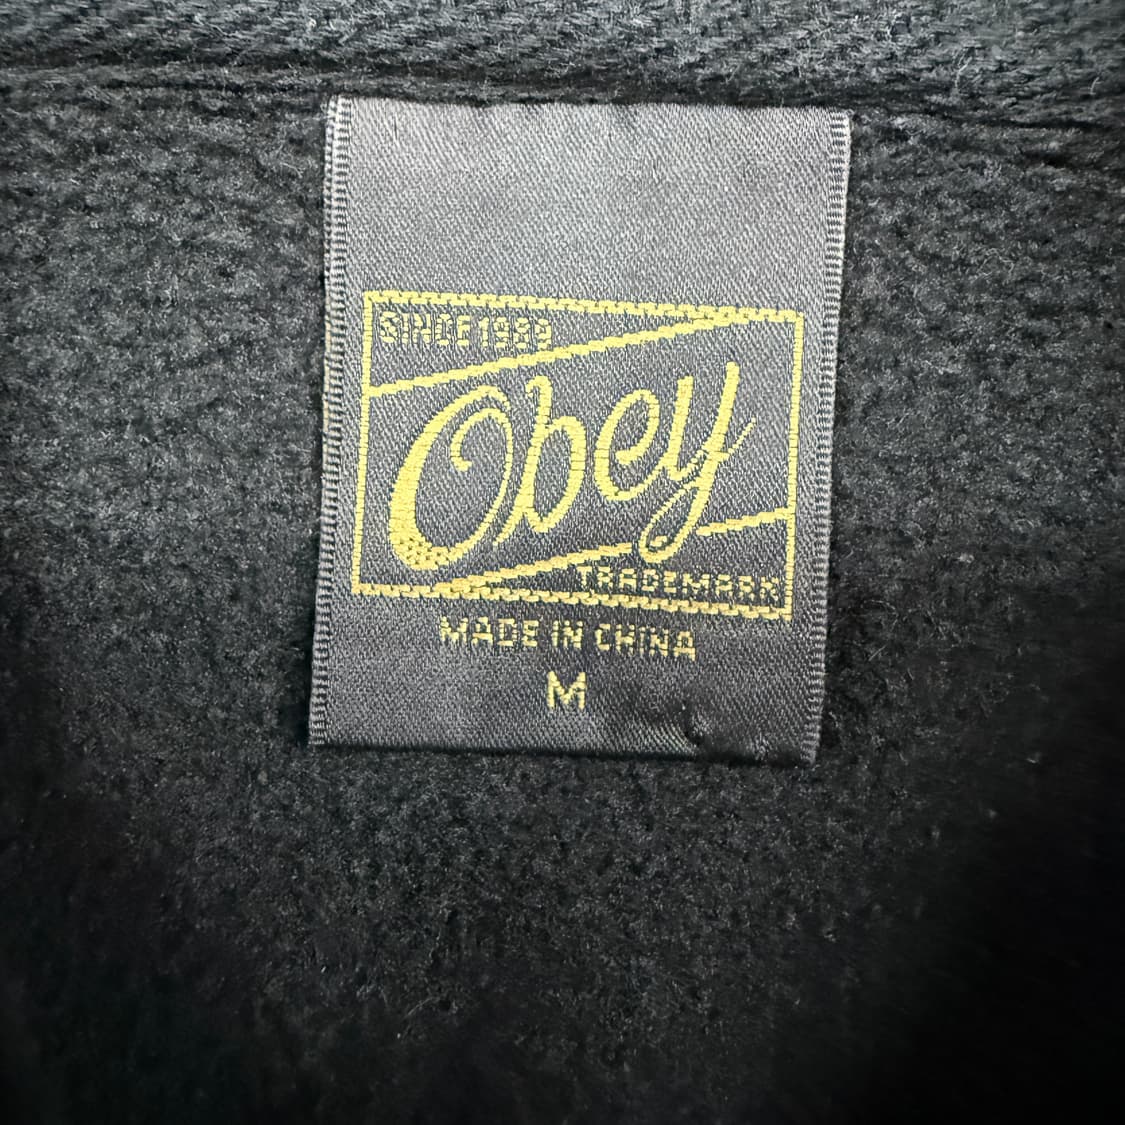 SINCE 1989
Obey
TRADEMARK
MADE IN CHINA
M